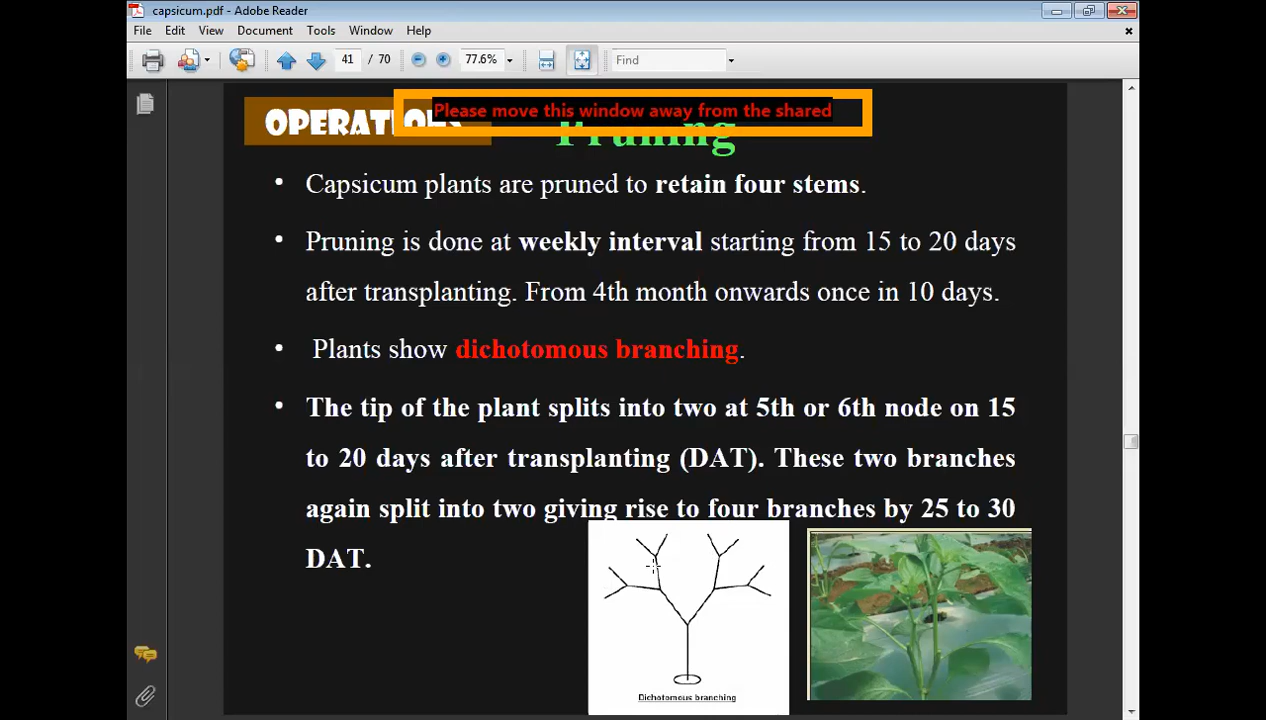 capsicum.pdf - Adobe Reader
File Edit View Document Tools Window Help
41 / 70 77.6% Find
Please move this window away from the shared
Pruning
• Capsicum plants are pruned to retain four stems.
• Pruning is done at weekly interval starting from 15 to 20 days
after transplanting. From 4th month onwards once in 10 days.
• Plants show dichotomous branching.
• The tip of the plant splits into two at 5th or 6th node on 15
to 20 days after transplanting (DAT). These two branches
again split into two giving rise to four branches by 25 to 30
DAT.
Dichotomous branching